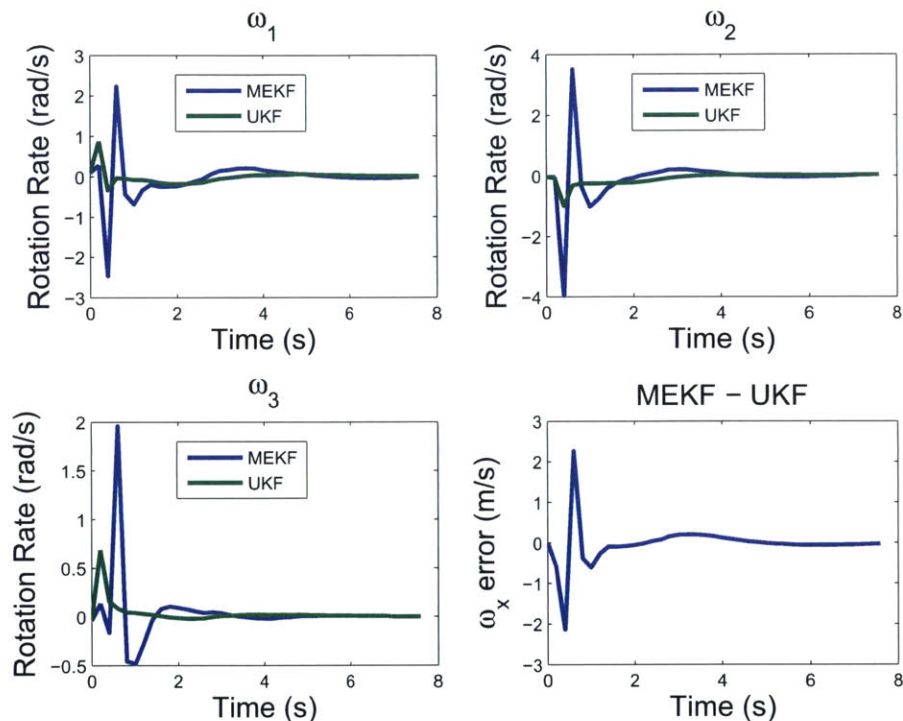 ω1
Rotation Rate (rad/s)
3
2
1
0
−1
−2
−3
0 2 4 6 8
Time (s)
MEKF
UKF
ω2
Rotation Rate (rad/s)
4
2
0
−2
−4
0 2 4 6 8
Time (s)
MEKF
UKF
ω3
Rotation Rate (rad/s)
2
1.5
1
0.5
0
−0.5
0 2 4 6 8
Time (s)
MEKF
UKF
MEKF − UKF
ωx error (m/s)
3
2
1
0
−1
−2
−3
0 2 4 6 8
Time (s)